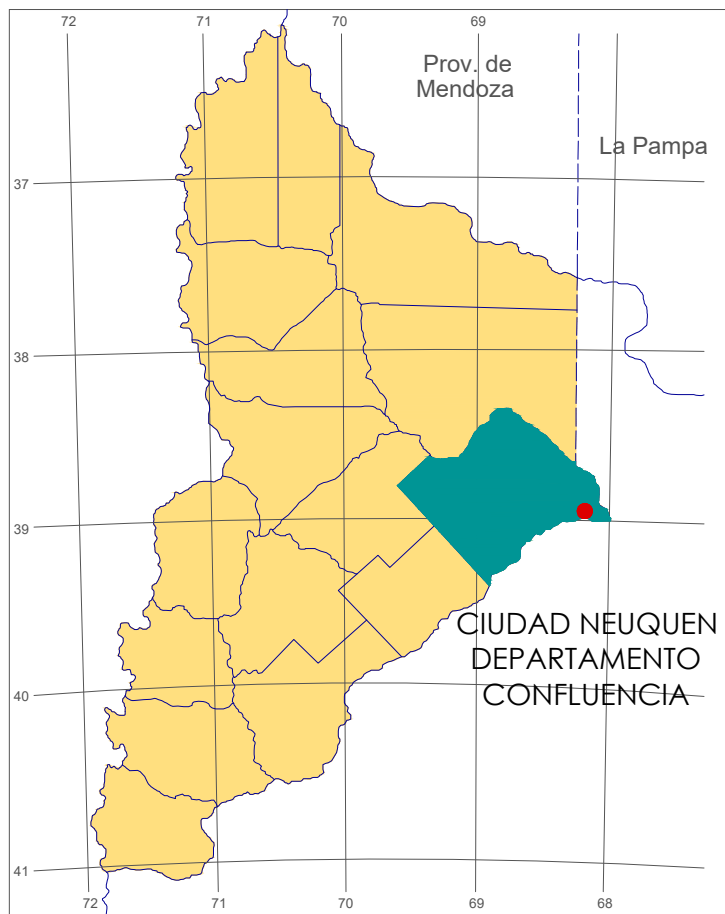 72 71 70 69
Prov. de
Mendoza
La Pampa
37
38
39
CIUDAD NEUQUEN
DEPARTAMENTO
CONFLUENCIA
40
41
72 71 70 69 68